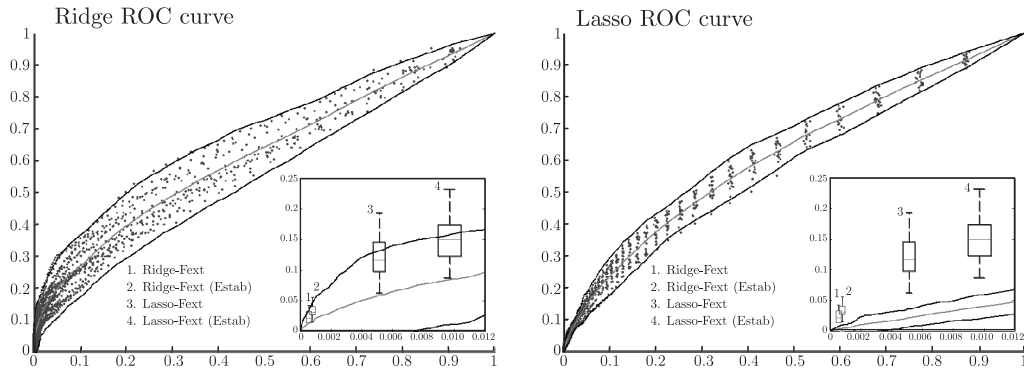 Ridge ROC curve
1
0.9
0.8
0.7
0.6
0.5
0.4
0.3
0.2
0.1
0
0 0.1 0.2 0.3 0.4 0.5 0.6 0.7 0.8 0.9 1
1. Ridge-Fext
2. Ridge-Fext (Estab)
3. Lasso-Fext
4. Lasso-Fext (Estab)
0.25
0.2
0.15
0.1
0.05
0
0 0.002 0.004 0.006 0.008 0.010 0.012
1
2
3
4
Lasso ROC curve
1
0.9
0.8
0.7
0.6
0.5
0.4
0.3
0.2
0.1
0
0 0.1 0.2 0.3 0.4 0.5 0.6 0.7 0.8 0.9 1
1. Ridge-Fext
2. Ridge-Fext (Estab)
3. Lasso-Fext
4. Lasso-Fext (Estab)
0.25
0.2
0.15
0.1
0.05
0
0 0.002 0.004 0.006 0.008 0.010 0.012
1 2
3
4